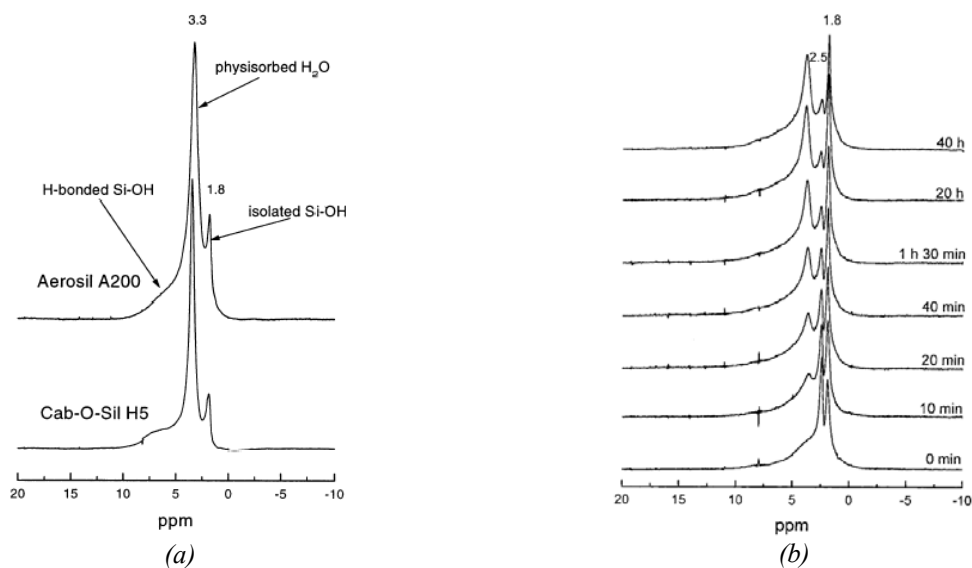 3.3
physisorbed H₂O
H-bonded Si-OH
1.8
isolated Si-OH
Aerosil A200
Cab-O-Sil H5
20 15 10 5 0 -5 -10
ppm
(a)
1.8
2.5
40 h
20 h
1 h 30 min
40 min
20 min
10 min
0 min
20 15 10 5 0 -5 -10
ppm
(b)